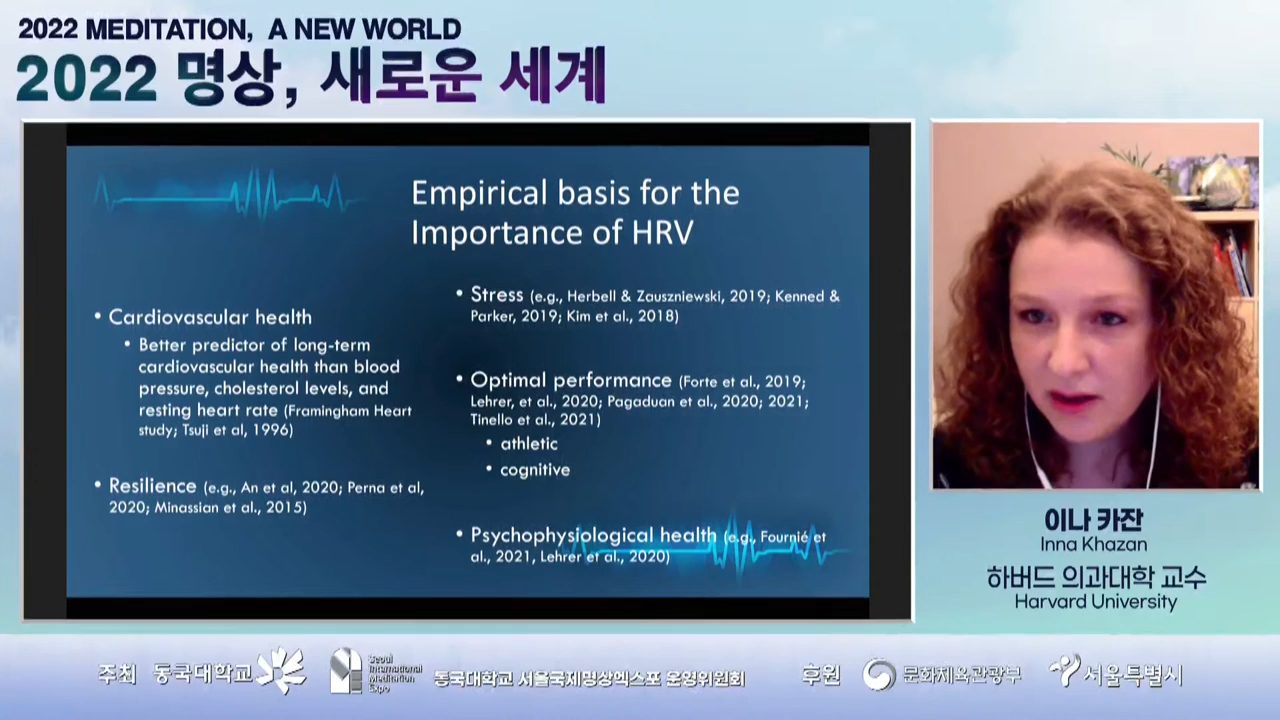 2022 MEDITATION, A NEW WORLD
2022 명상, 새로운 세계
Empirical basis for the
Importance of HRV
• Cardiovascular health
• Better predictor of long-term
cardiovascular health than blood
pressure, cholesterol levels, and
resting heart rate (Framingham Heart
study; Tsuji et al, 1996)
• Resilience (e.g., An et al, 2020; Perna et al,
2020; Minassian et al., 2015)
• Stress (e.g., Herbell & Zauszniewski, 2019; Kenned &
Parker, 2019; Kim et al., 2018)
• Optimal performance (Forte et al., 2019;
Lehrer, et al., 2020; Pagaduan et al., 2020; 2021;
Tinello et al., 2021)
• athletic
• cognitive
• Psychophysiological health (e.g., Fournié et
al., 2021, Lehrer et al., 2020)
이나 카잔
Inna Khazan
하버드 의과대학 교수
Harvard University
주최 동국대학교
Seoul
International
Meditation
Expo
동국대학교 서울국제명상엑스포 운영위원회
후원 문화체육관광부 서울특별시